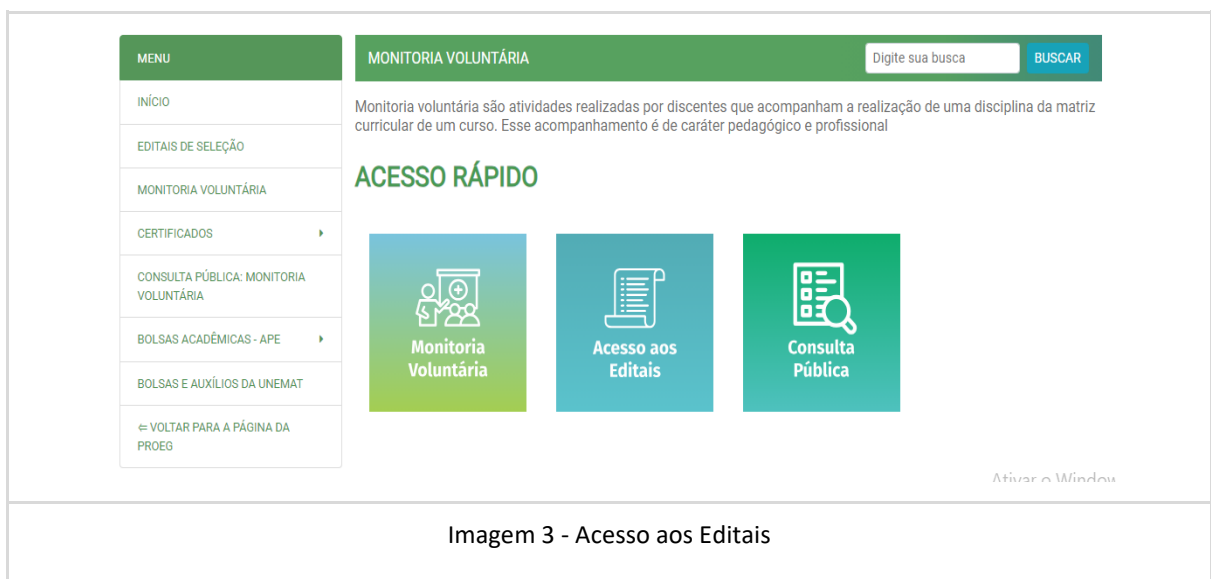 MENU
INÍCIO
EDITAIS DE SELEÇÃO
MONITORIA VOLUNTÁRIA
CERTIFICADOS
CONSULTA PÚBLICA: MONITORIA
VOLUNTÁRIA
BOLSAS ACADÊMICAS - APE
BOLSAS E AUXÍLIOS DA UNEMAT
⇐ VOLTAR PARA A PÁGINA DA
PROEG
MONITORIA VOLUNTÁRIA
Digite sua busca
BUSCAR
Monitoria voluntária são atividades realizadas por discentes que acompanham a realização de uma disciplina da matriz
curricular de um curso. Esse acompanhamento é de caráter pedagógico e profissional
ACESSO RÁPIDO
Monitoria
Voluntária
Acesso aos
Editais
Consulta
Pública
Ativar o Window
Imagem 3 - Acesso aos Editais